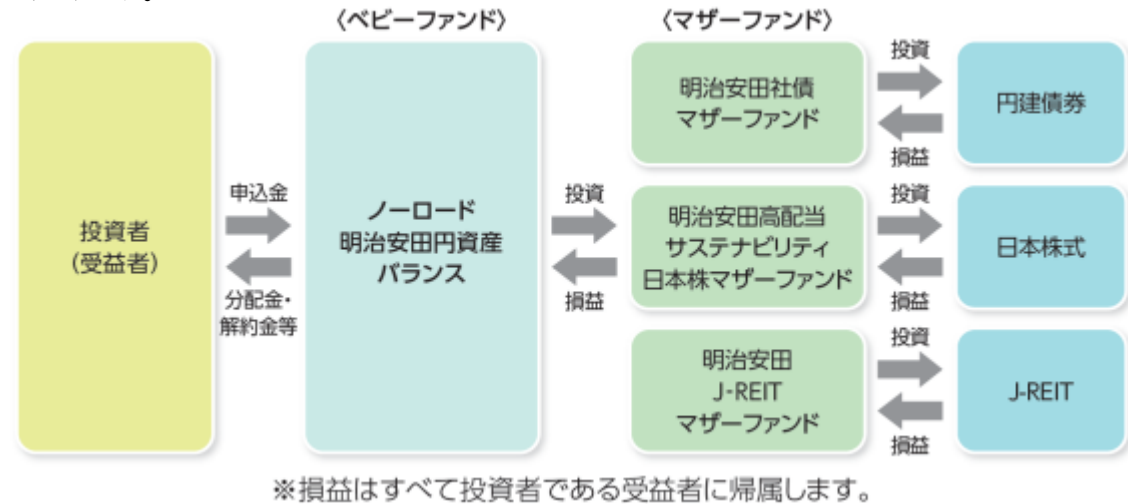 〈ベビーファンド〉
〈マザーファンド〉
投資者
(受益者)
申込金
分配金・
解約金等
ノーロード
明治安田円資産
バランス
投資
損益
明治安田社債
マザーファンド
投資
損益
円建債券
明治安田高配当
サステナビリティ
日本株マザーファンド
投資
損益
日本株式
明治安田
J-REIT
マザーファンド
投資
損益
J-REIT
※損益はすべて投資者である受益者に帰属します。